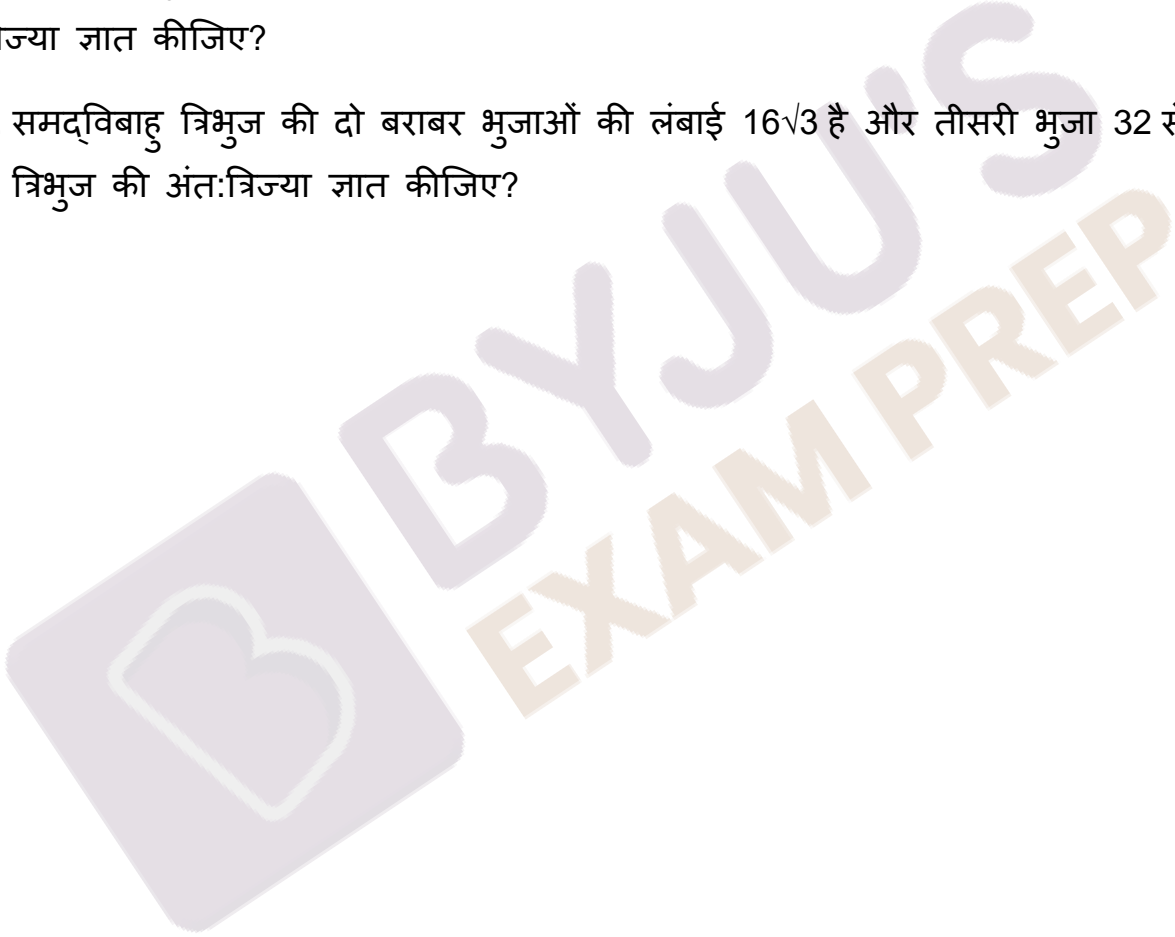 ज्या ज्ञात कीजिए?
समद्विबाहु त्रिभुज की दो बराबर भुजाओं की लंबाई 16√3 है और तीसरी भुजा 32
त्रिभुज की अंत:त्रिज्या ज्ञात कीजिए?
BYJU'S
EXAM PREP